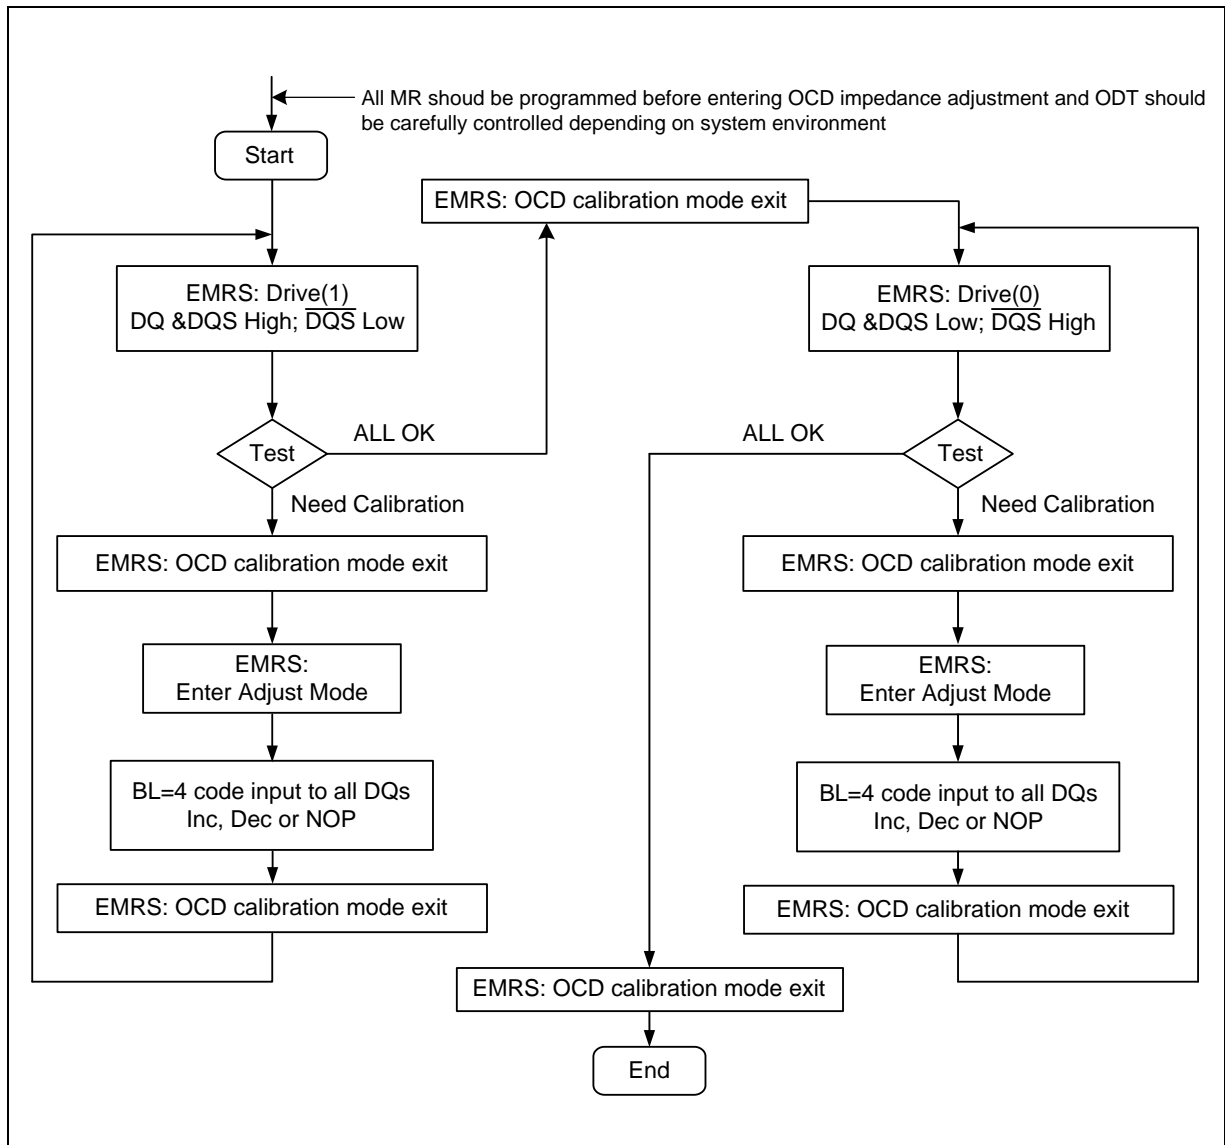 All MR shoud be programmed before entering OCD impedance adjustment and ODT should
be carefully controlled depending on system environment
Start
EMRS: OCD calibration mode exit
EMRS: Drive(1)
DQ &DQS High; D̅Q̅S̅ Low
Test
ALL OK
Need Calibration
EMRS: OCD calibration mode exit
EMRS:
Enter Adjust Mode
BL=4 code input to all DQs
Inc, Dec or NOP
EMRS: OCD calibration mode exit
EMRS: Drive(0)
DQ &DQS Low; D̅Q̅S̅ High
Test
ALL OK
Need Calibration
EMRS: OCD calibration mode exit
EMRS:
Enter Adjust Mode
BL=4 code input to all DQs
Inc, Dec or NOP
EMRS: OCD calibration mode exit
EMRS: OCD calibration mode exit
End